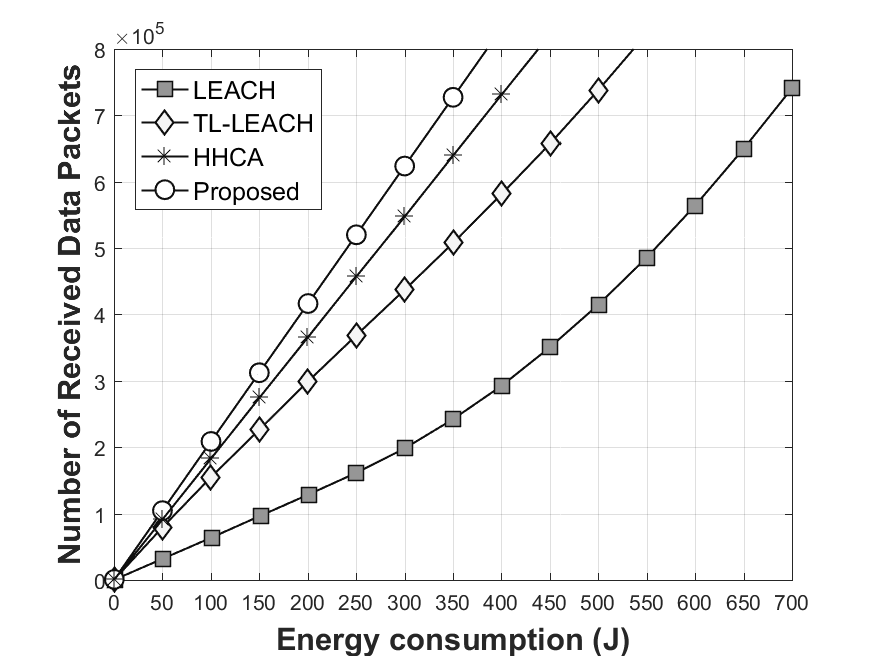 ×10^5
8
7
6
5
4
3
2
1
0
Number of Received Data Packets
LEACH
TL-LEACH
HHCA
Proposed
0 50 100 150 200 250 300 350 400 450 500 550 600 650 700
Energy consumption (J)